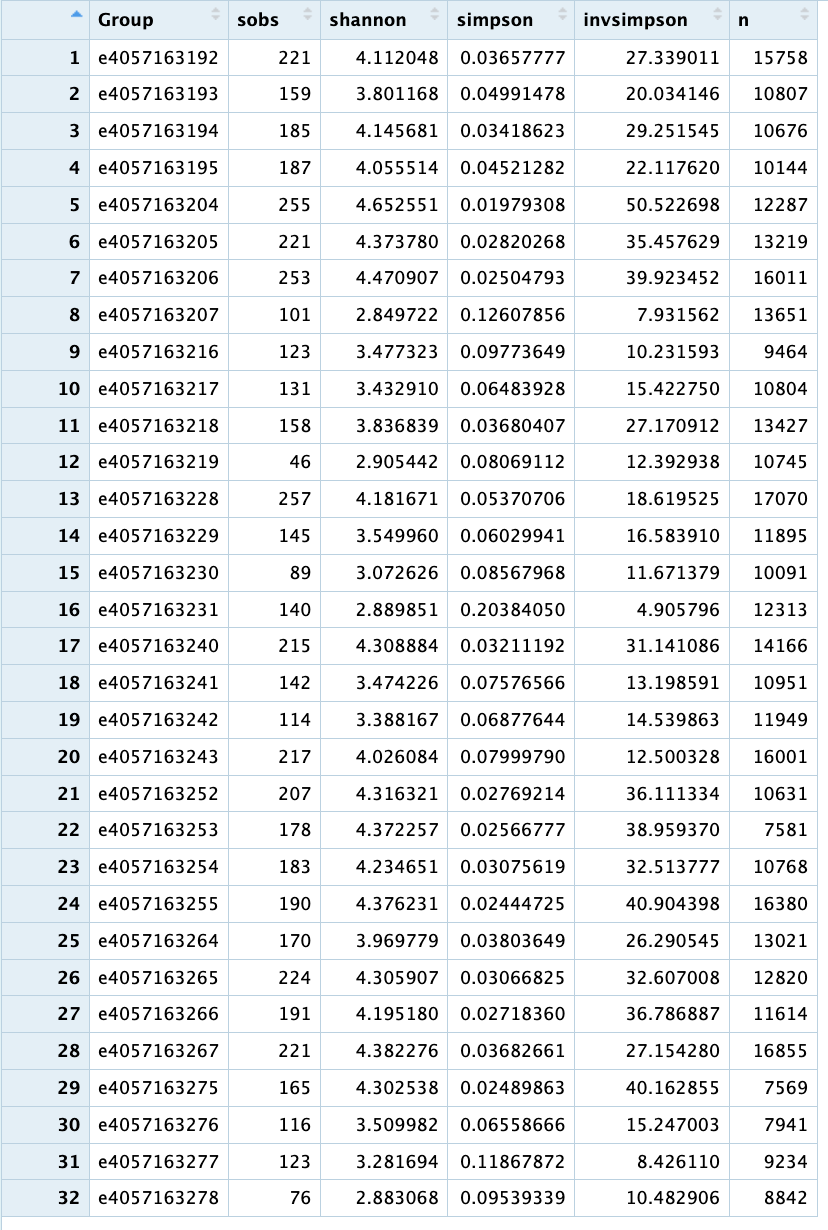 Group sobs shannon simpson invsimpson n
1 e4057163192 221 4.112048 0.03657777 27.339011 15758
2 e4057163193 159 3.801168 0.04991478 20.034146 10807
3 e4057163194 185 4.145681 0.03418623 29.251545 10676
4 e4057163195 187 4.055514 0.04521282 22.117620 10144
5 e4057163204 255 4.652551 0.01979308 50.522698 12287
6 e4057163205 221 4.373780 0.02820268 35.457629 13219
7 e4057163206 253 4.470907 0.02504793 39.923452 16011
8 e4057163207 101 2.849722 0.12607856 7.931562 13651
9 e4057163216 123 3.477323 0.09773649 10.231593 9464
10 e4057163217 131 3.432910 0.06483928 15.422750 10804
11 e4057163218 158 3.836839 0.03680407 27.170912 13427
12 e4057163219 46 2.905442 0.08069112 12.392938 10745
13 e4057163228 257 4.181671 0.05370706 18.619525 17070
14 e4057163229 145 3.549960 0.06029941 16.583910 11895
15 e4057163230 89 3.072626 0.08567968 11.671379 10091
16 e4057163231 140 2.889851 0.20384050 4.905796 12313
17 e4057163240 215 4.308884 0.03211192 31.141086 14166
18 e4057163241 142 3.474226 0.07576566 13.198591 10951
19 e4057163242 114 3.388167 0.06877644 14.539863 11949
20 e4057163243 217 4.026084 0.07999790 12.500328 16001
21 e4057163252 207 4.316321 0.02769214 36.111334 10631
22 e4057163253 178 4.372257 0.02566777 38.959370 7581
23 e4057163254 183 4.234651 0.03075619 32.513777 10768
24 e4057163255 190 4.376231 0.02444725 40.904398 16380
25 e4057163264 170 3.969779 0.03803649 26.290545 13021
26 e4057163265 224 4.305907 0.03066825 32.607008 12820
27 e4057163266 191 4.195180 0.02718360 36.786887 11614
28 e4057163267 221 4.382276 0.03682661 27.154280 16855
29 e4057163275 165 4.302538 0.02489863 40.162855 7569
30 e4057163276 116 3.509982 0.06558666 15.247003 7941
31 e4057163277 123 3.281694 0.11867872 8.426110 9234
32 e4057163278 76 2.883068 0.09539339 10.482906 8842